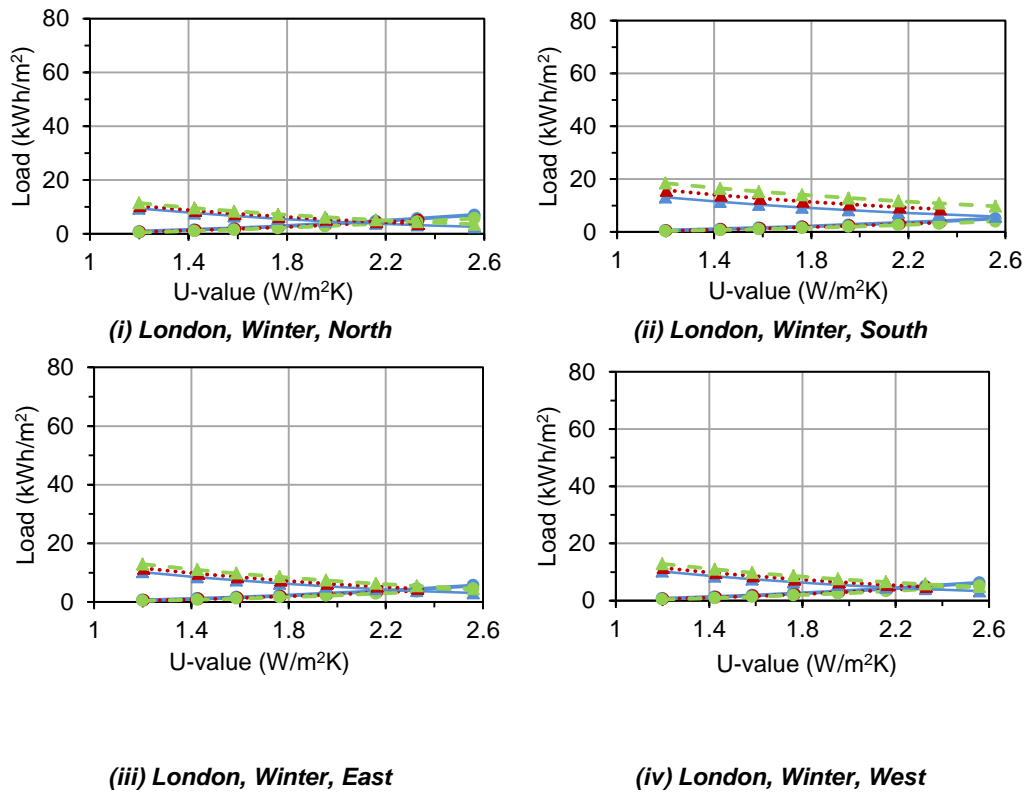 80
60
40
20
0
Load (kWh/m²)
1 1.4 1.8 2.2 2.6
U-value (W/m²K)
(i) London, Winter, North
80
60
40
20
0
Load (kWh/m²)
1 1.4 1.8 2.2 2.6
U-value (W/m²K)
(ii) London, Winter, South
80
60
40
20
0
Load (kWh/m²)
1 1.4 1.8 2.2 2.6
U-value (W/m²K)
(iii) London, Winter, East
80
60
40
20
0
Load (kWh/m²)
1 1.4 1.8 2.2 2.6
U-value (W/m²K)
(iv) London, Winter, West